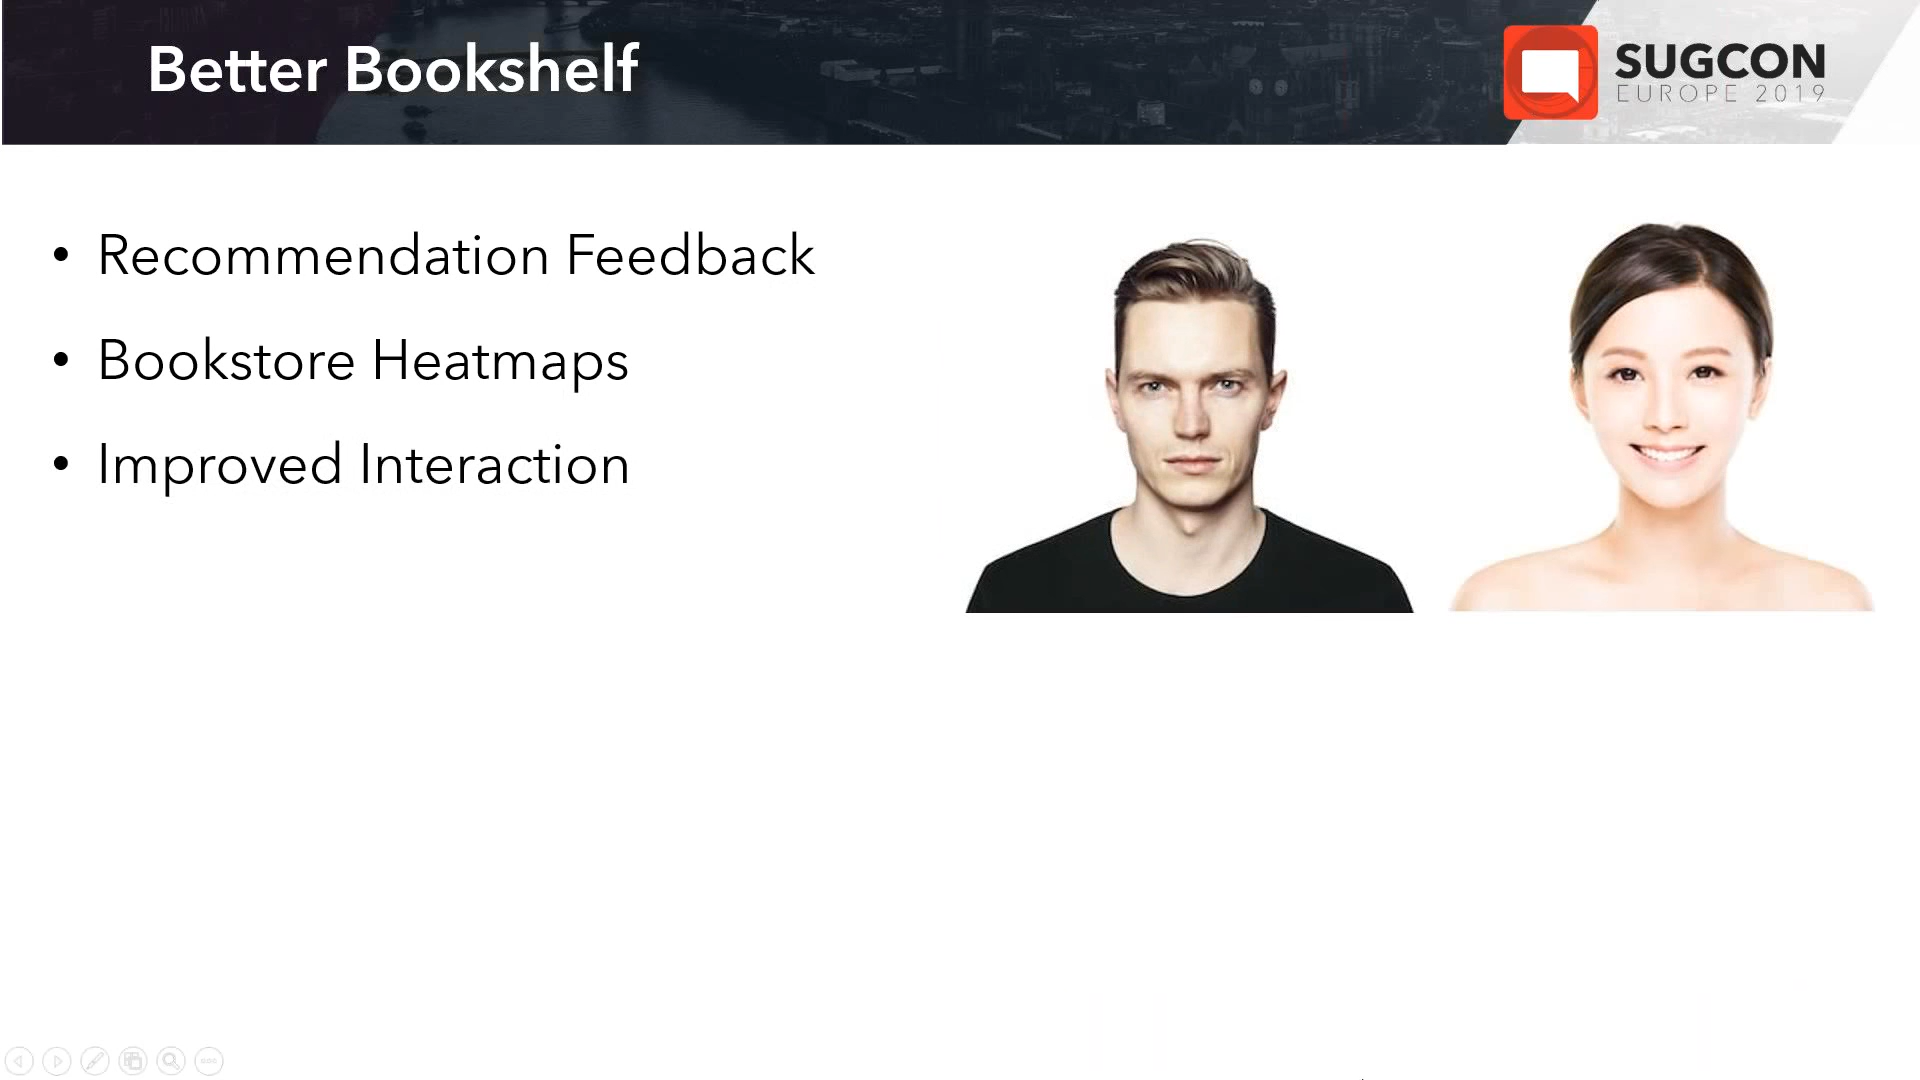 Better Bookshelf
SUGCON
EUROPE 2019
• Recommendation Feedback
• Bookstore Heatmaps
• Improved Interaction